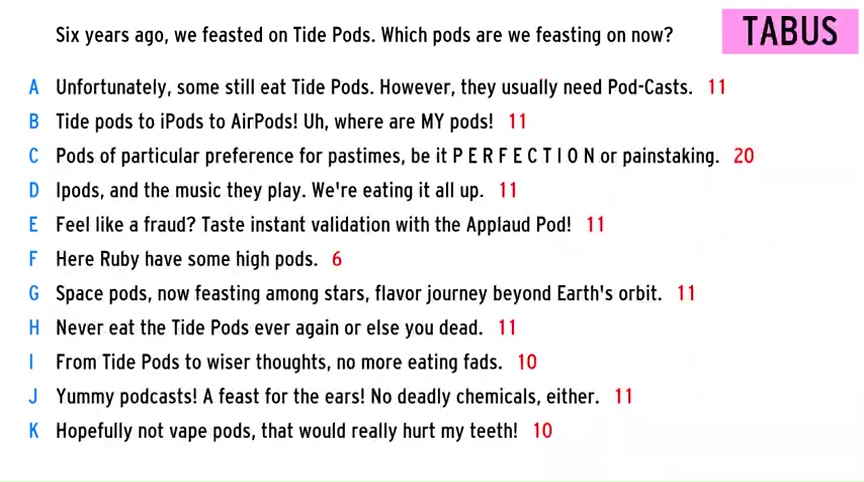 Six years ago, we feasted on Tide Pods. Which pods are we feasting on now?
TABUS
A Unfortunately, some still eat Tide Pods. However, they usually need Pod-Casts. 11
B Tide pods to iPods to AirPods! Uh, where are MY pods! 11
C Pods of particular preference for pastimes, be it P E R F E C T I O N or painstaking. 20
D Ipods, and the music they play. We're eating it all up. 11
E Feel like a fraud? Taste instant validation with the Applaud Pod! 11
F Here Ruby have some high pods. 6
G Space pods, now feasting among stars, flavor journey beyond Earth's orbit. 11
H Never eat the Tide Pods ever again or else you dead. 11
I From Tide Pods to wiser thoughts, no more eating fads. 10
J Yummy podcasts! A feast for the ears! No deadly chemicals, either. 11
K Hopefully not vape pods, that would really hurt my teeth! 10